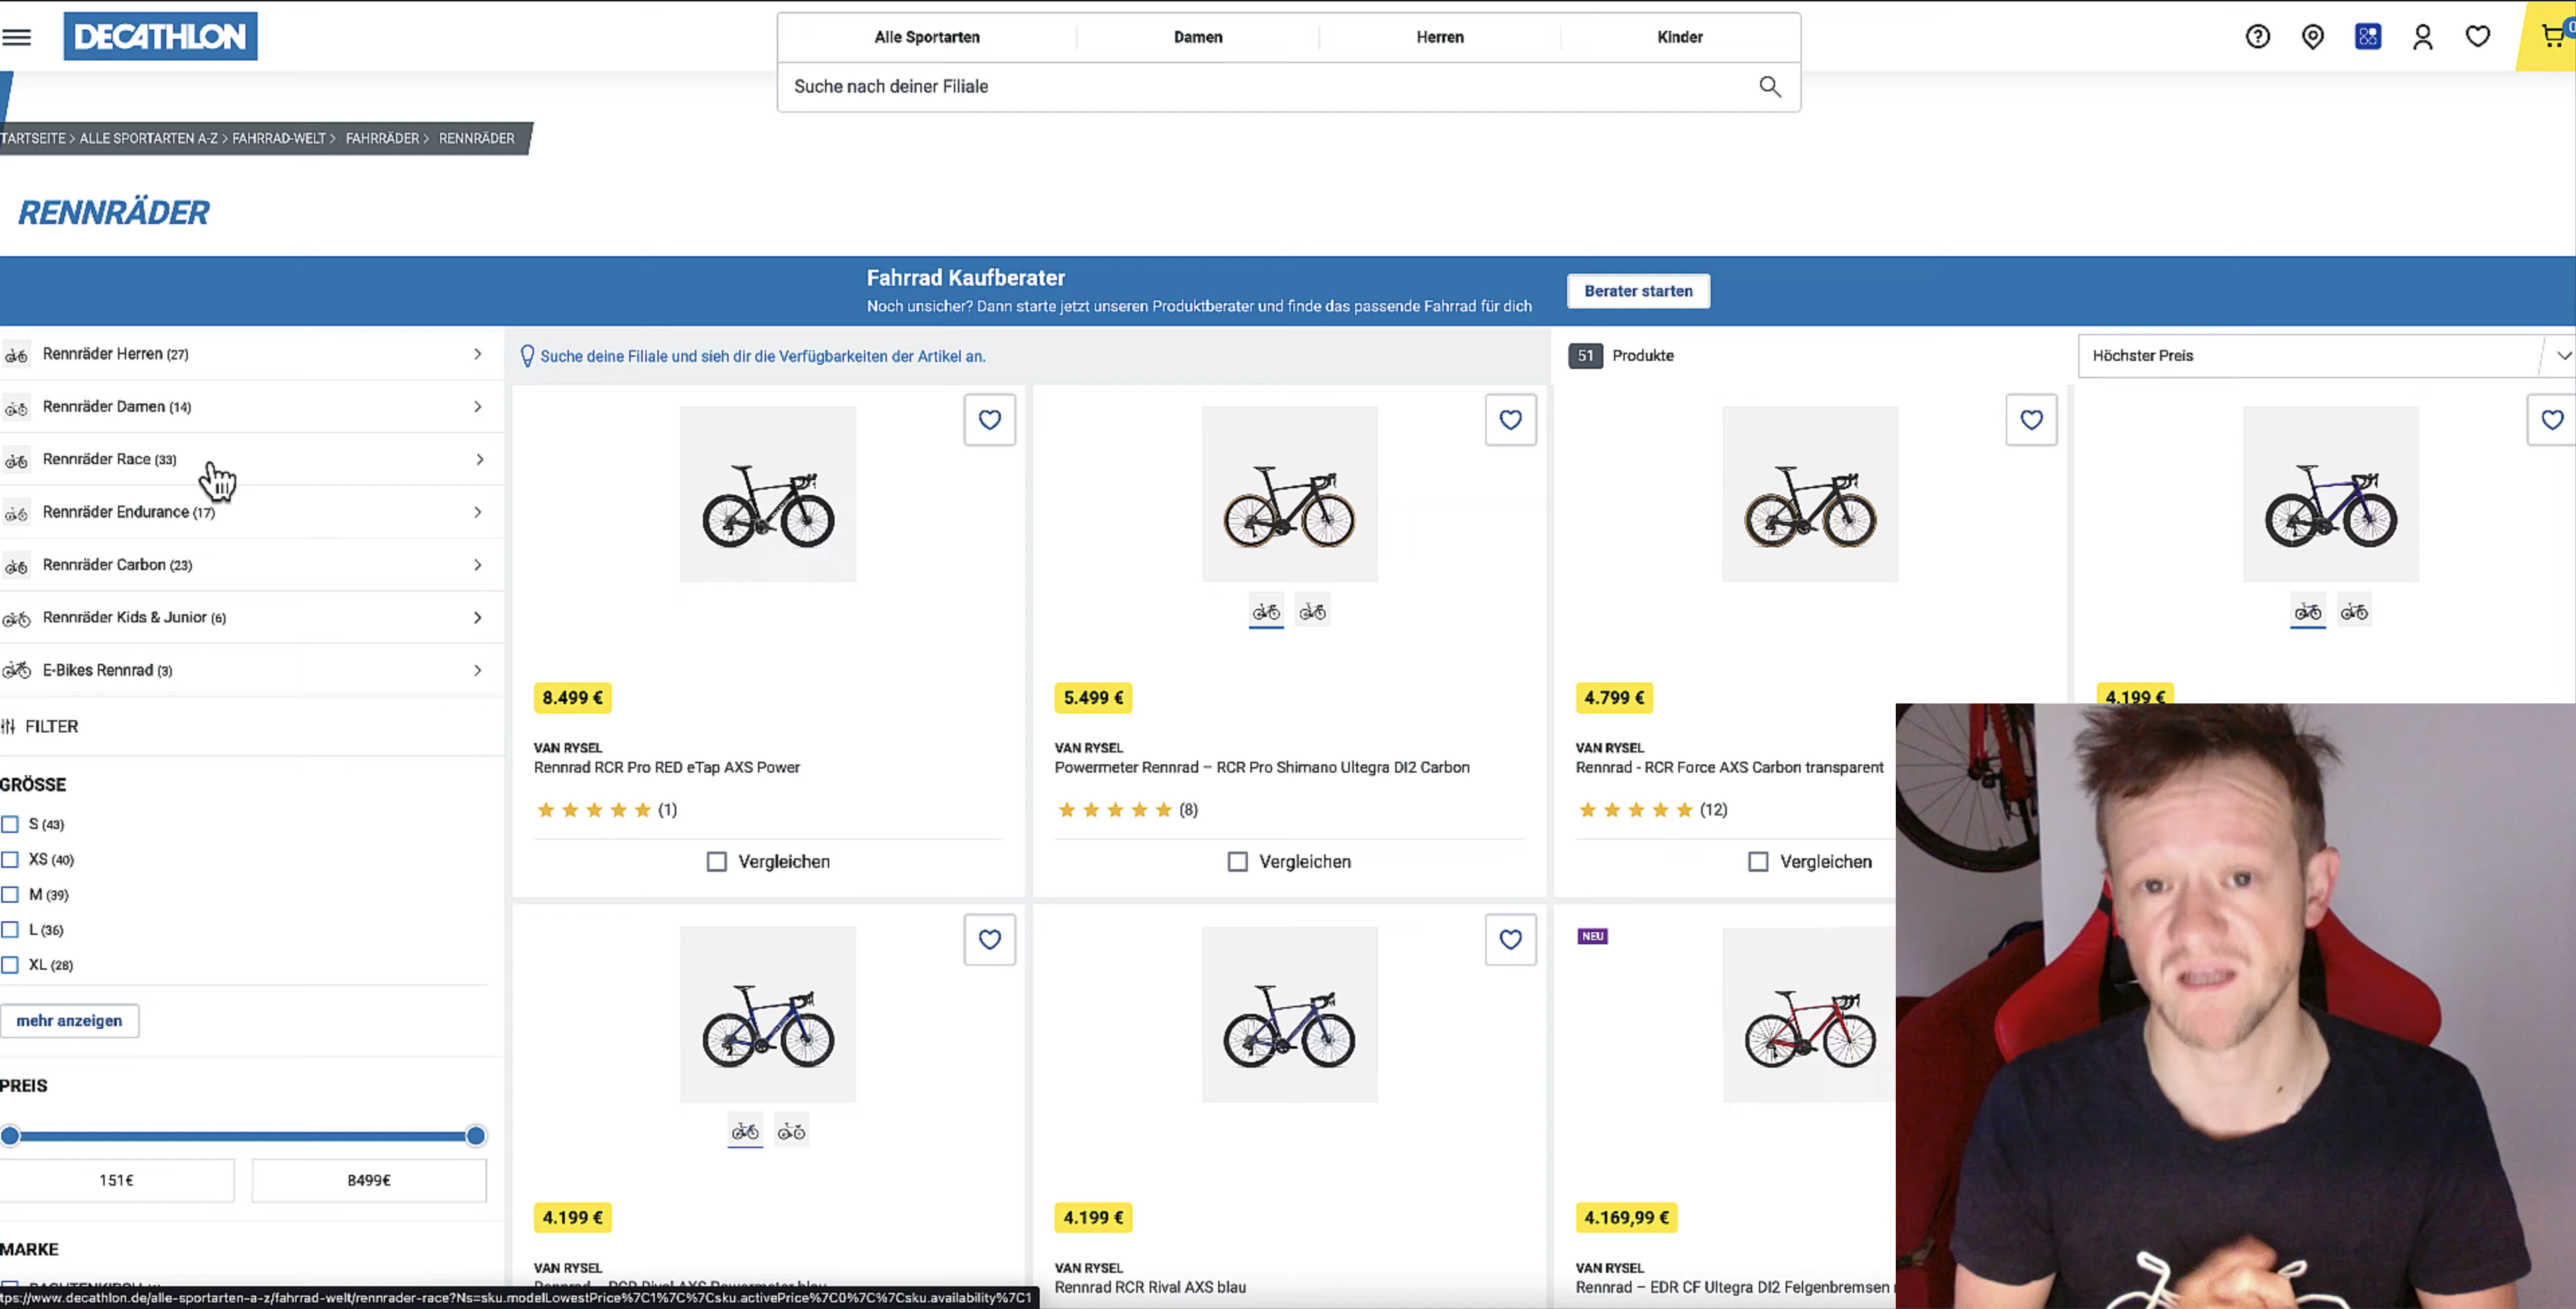 DECATHLON
Alle Sportarten
Damen
Herren
Kinder
0
Suche nach deiner Filiale
TARTSEITE > ALLE SPORTARTEN A-Z > FAHRRAD-WELT > FAHRRÄDER > RENNRÄDER
RENNRÄDER
Fahrrad Kaufberater
Noch unsicher? Dann starte jetzt unseren Produktberater und finde das passende Fahrrad für dich
Berater starten
Rennräder Herren (27)
Rennräder Damen (14)
Rennräder Race (33)
Rennräder Endurance (17)
Rennräder Carbon (23)
Rennräder Kids & Junior (6)
E-Bikes Rennrad (3)
FILTER
GRÖSSE
S (43)
XS (40)
M (39)
L (36)
XL (28)
mehr anzeigen
PREIS
151€
8499€
MARKE
Suche deine Filiale und sieh dir die Verfügbarkeiten der Artikel an.
51 Produkte
Höchster Preis
8.499 €
VAN RYSEL
Rennrad RCR Pro RED eTap AXS Power
(1)
Vergleichen
5.499 €
VAN RYSEL
Powermeter Rennrad – RCR Pro Shimano Ultegra DI2 Carbon
(8)
Vergleichen
4.799 €
VAN RYSEL
Rennrad - RCR Force AXS Carbon transparent
(12)
Vergleichen
4.199 €
4.199 €
VAN RYSEL
Rennrad – RCR Rival AXS Powermeter blau
4.199 €
VAN RYSEL
Rennrad RCR Rival AXS blau
NEU
4.169,99 €
VAN RYSEL
Rennrad – EDR CF Ultegra DI2 Felgenbremsen
tps://www.decathlon.de/alle-sportarten-a-z/fahrrad-welt/rennrader-race?Ns=sku.modelLowestPrice%7C1%7C%7Csku.activePrice%7C0%7C%7Csku.availability%7C1